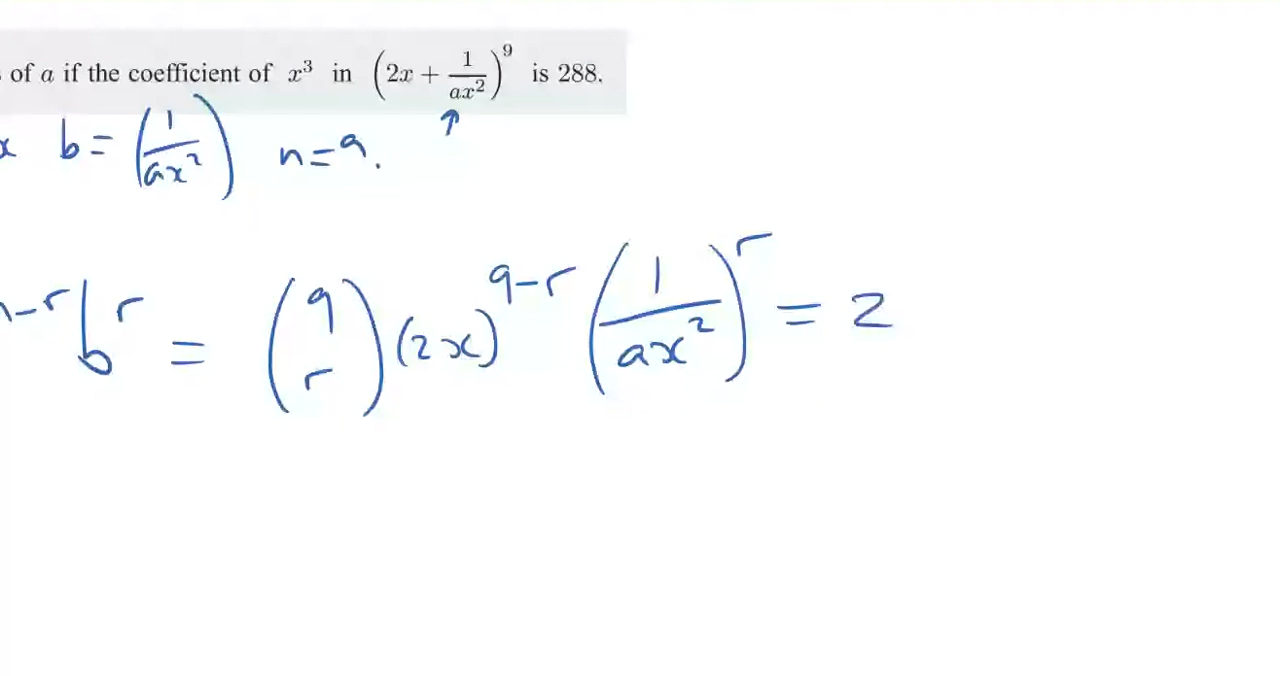 of a if the coefficient of x³ in (2x + 1/(ax²))⁹ is 288.
x b = (1/(ax²)) n = 9.
n-r b^r = (9 r) (2x)^(9-r) (1/(ax²))^r = 2